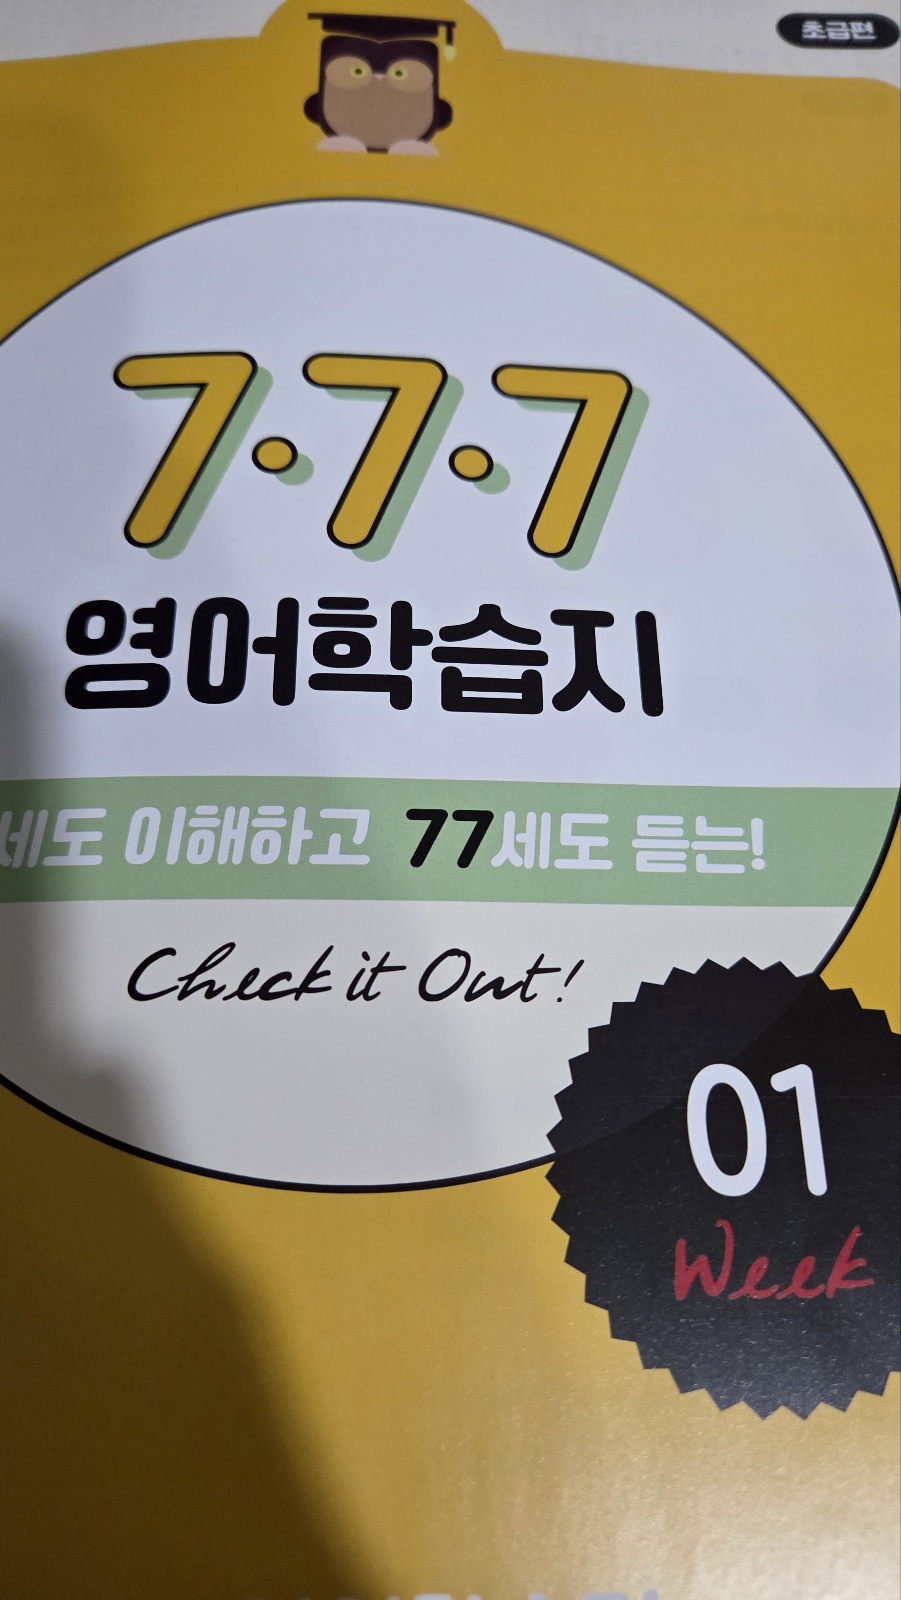 초급편
7·7·7
영어학습지
세도 이해하고 77세도 듣는!
Check it Out!
01
Week